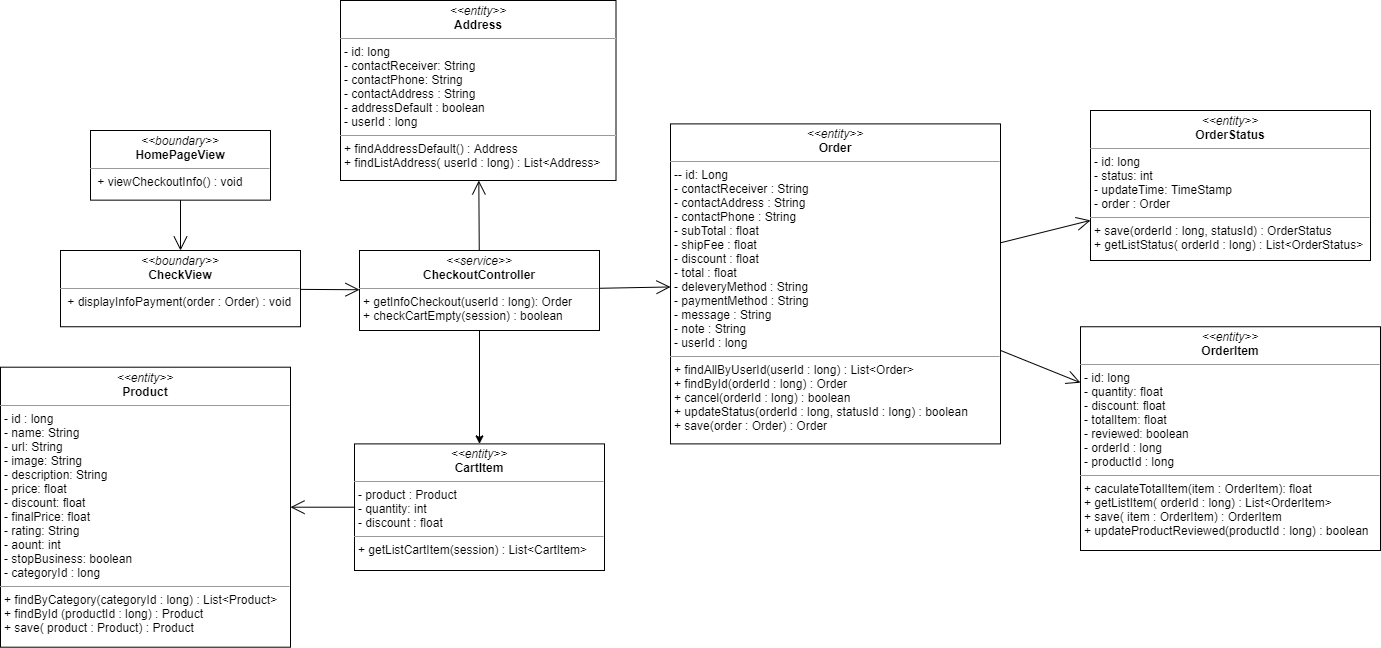 <<entity>>
Address
- id: long
- contactReceiver: String
- contactPhone: String
- contactAddress : String
- addressDefault : boolean
- userId : long
+ findAddressDefault() : Address
+ findListAddress( userId : long) : List<Address>
<<boundary>>
HomePageView
+ viewCheckoutInfo() : void
<<boundary>>
CheckView
+ displayInfoPayment(order : Order) : void
<<service>>
CheckoutController
+ getInfoCheckout(userId : long): Order
+ checkCartEmpty(session) : boolean
<<entity>>
Order
-- id: Long
- contactReceiver : String
- contactAddress : String
- contactPhone : String
- subTotal : float
- shipFee : float
- discount : float
- total : float
- deleveryMethod : String
- paymentMethod : String
- message : String
- note : String
- userId : long
+ findAllByUserId(userId : long) : List<Order>
+ findById(orderId : long) : Order
+ cancel(orderId : long) : boolean
+ updateStatus(orderId : long, statusId : long) : boolean
+ save(order : Order) : Order
<<entity>>
OrderStatus
- id: long
- status: int
- updateTime: TimeStamp
- order : Order
+ save(orderId : long, statusId) : OrderStatus
+ getListStatus( orderId : long) : List<OrderStatus>
<<entity>>
OrderItem
- id: long
- quantity: float
- discount: float
- totalItem: float
- reviewed: boolean
- orderId : long
- productId : long
+ caculateTotalItem(item : OrderItem): float
+ getListItem( orderId : long) : List<OrderItem>
+ save( item : OrderItem) : OrderItem
+ updateProductReviewed(productId : long) : boolean
<<entity>>
Product
- id : long
- name: String
- url: String
- image: String
- description: String
- price: float
- discount: float
- finalPrice: float
- rating: String
- aount: int
- stopBusiness: boolean
- categoryId : long
+ findByCategory(categoryId : long) : List<Product>
+ findById (productId : long) : Product
+ save( product : Product) : Product
<<entity>>
CartItem
- product : Product
- quantity: int
- discount : float
+ getListCartItem(session) : List<CartItem>